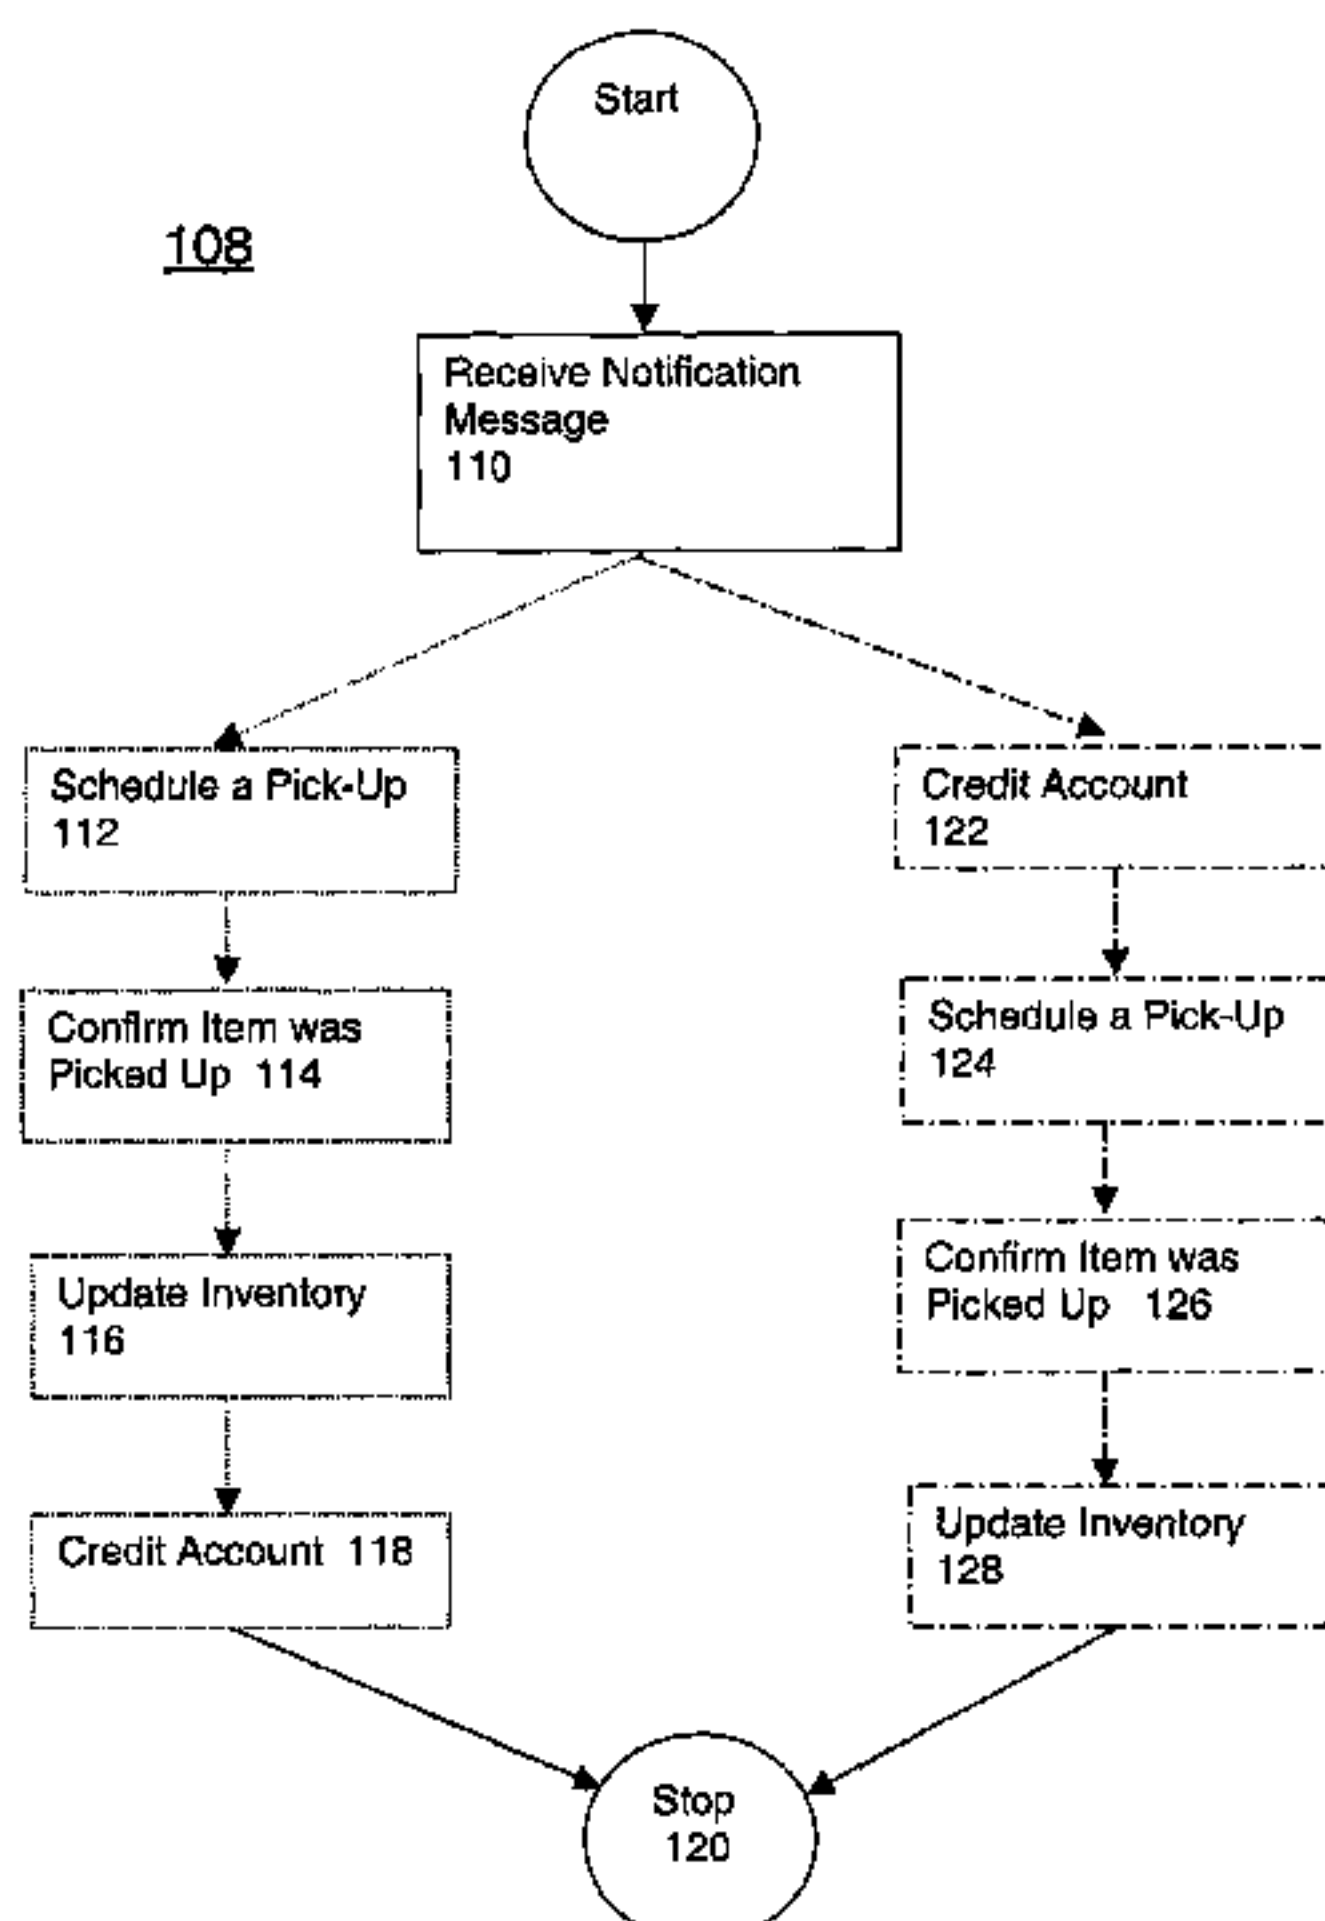 Start
108
Receive Notification
Message
110
Schedule a Pick-Up
112
Confirm Item was
Picked Up 114
Update Inventory
116
Credit Account 118
Credit Account
122
Schedule a Pick-Up
124
Confirm Item was
Picked Up 126
Update Inventory
128
Stop
120